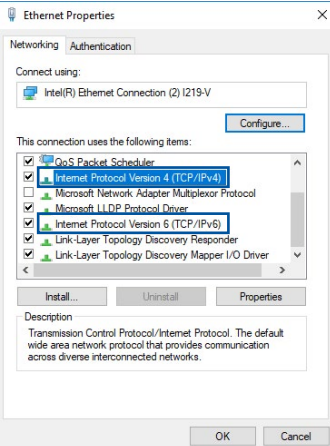 Ethernet Properties
Networking Authentication
Connect using:
Intel(R) Ethernet Connection (2) I219-V
Configure...
This connection uses the following items:
QoS Packet Scheduler
Internet Protocol Version 4 (TCP/IPv4)
Microsoft Network Adapter Multiplexor Protocol
Microsoft LLDP Protocol Driver
Internet Protocol Version 6 (TCP/IPv6)
Link-Layer Topology Discovery Responder
Link-Layer Topology Discovery Mapper I/O Driver
Install... Uninstall Properties
Description
Transmission Control Protocol/Internet Protocol. The default
wide area network protocol that provides communication
across diverse interconnected networks.
OK Cancel